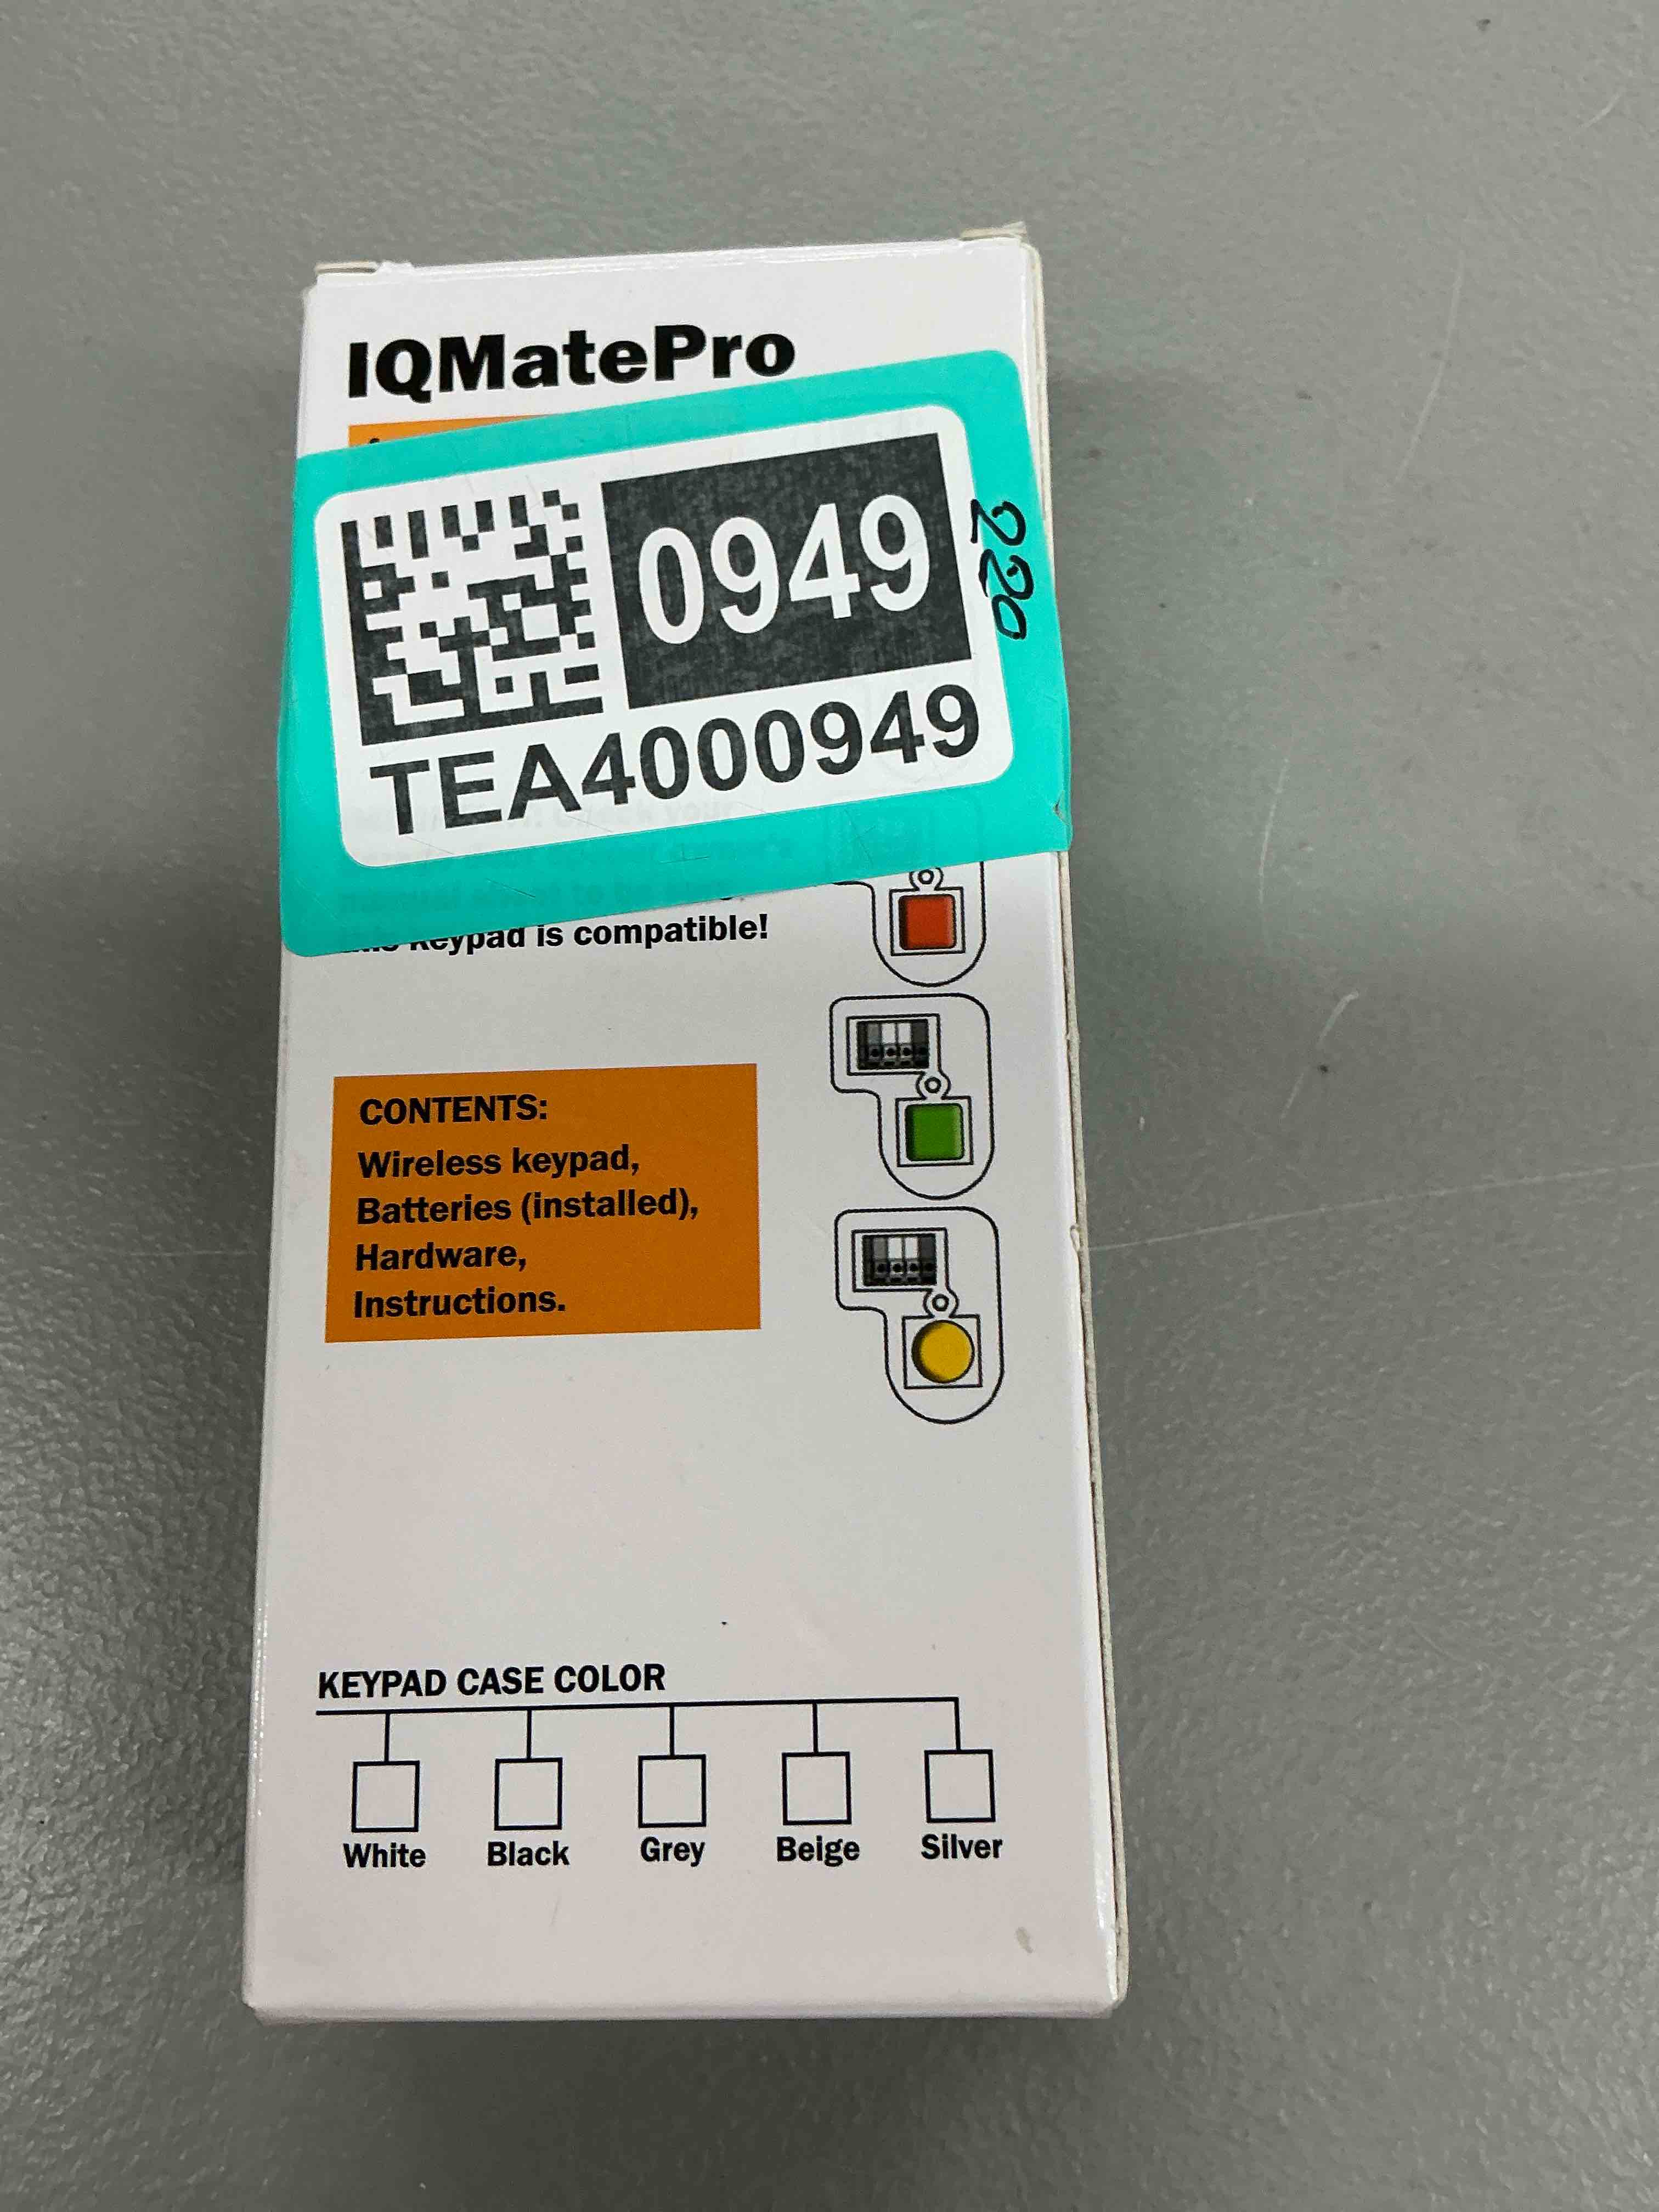 IQMatePro
0949
220
TEA4000949
keypad is compatible!
CONTENTS:
Wireless keypad,
Batteries (installed),
Hardware,
Instructions.
KEYPAD CASE COLOR
White Black Grey Beige Silver